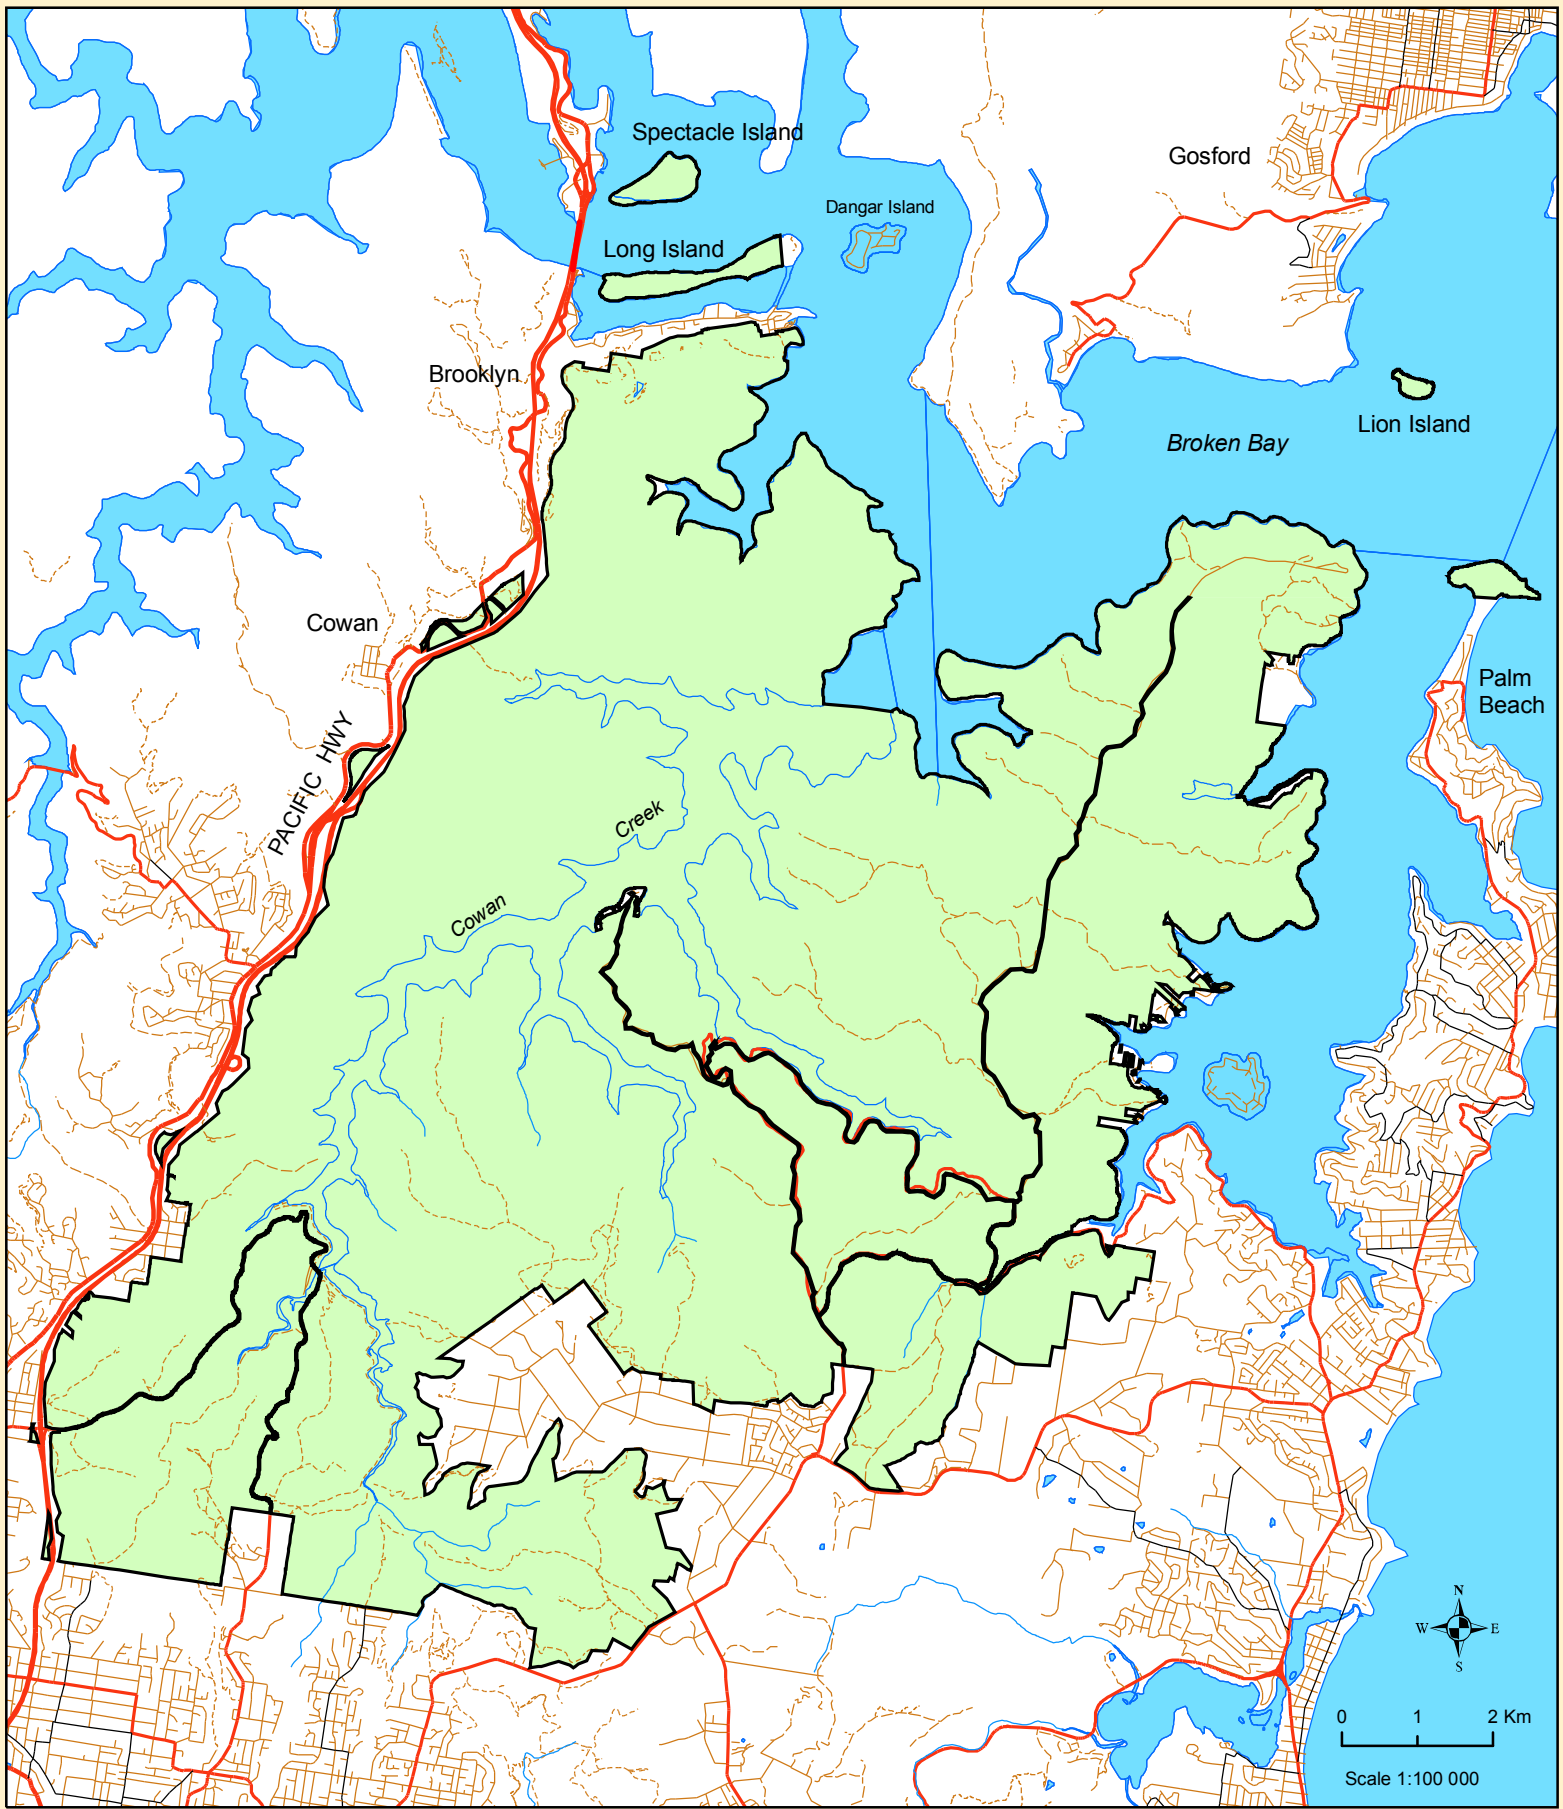 Spectacle Island
Gosford
Dangar Island
Long Island
Brooklyn
Lion Island
Broken Bay
Cowan
Palm
Beach
PACIFIC HWY
Creek
Cowan
N
W E
S
0 1 2 Km
Scale 1:100 000